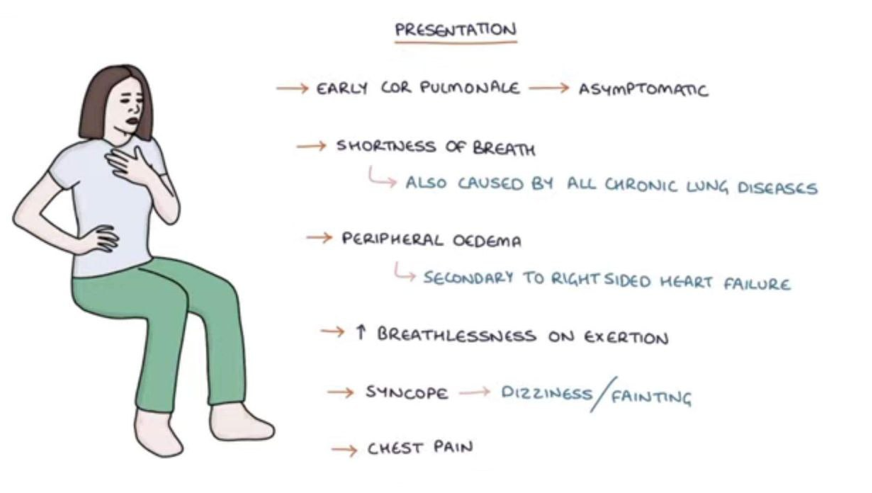 PRESENTATION
→ EARLY COR PULMONALE → ASYMPTOMATIC
→ SHORTNESS OF BREATH
↳ ALSO CAUSED BY ALL CHRONIC LUNG DISEASES
→ PERIPHERAL OEDEMA
↳ SECONDARY TO RIGHT SIDED HEART FAILURE
→ ↑ BREATHLESSNESS ON EXERTION
→ SYNCOPE → DIZZINESS/FAINTING
→ CHEST PAIN